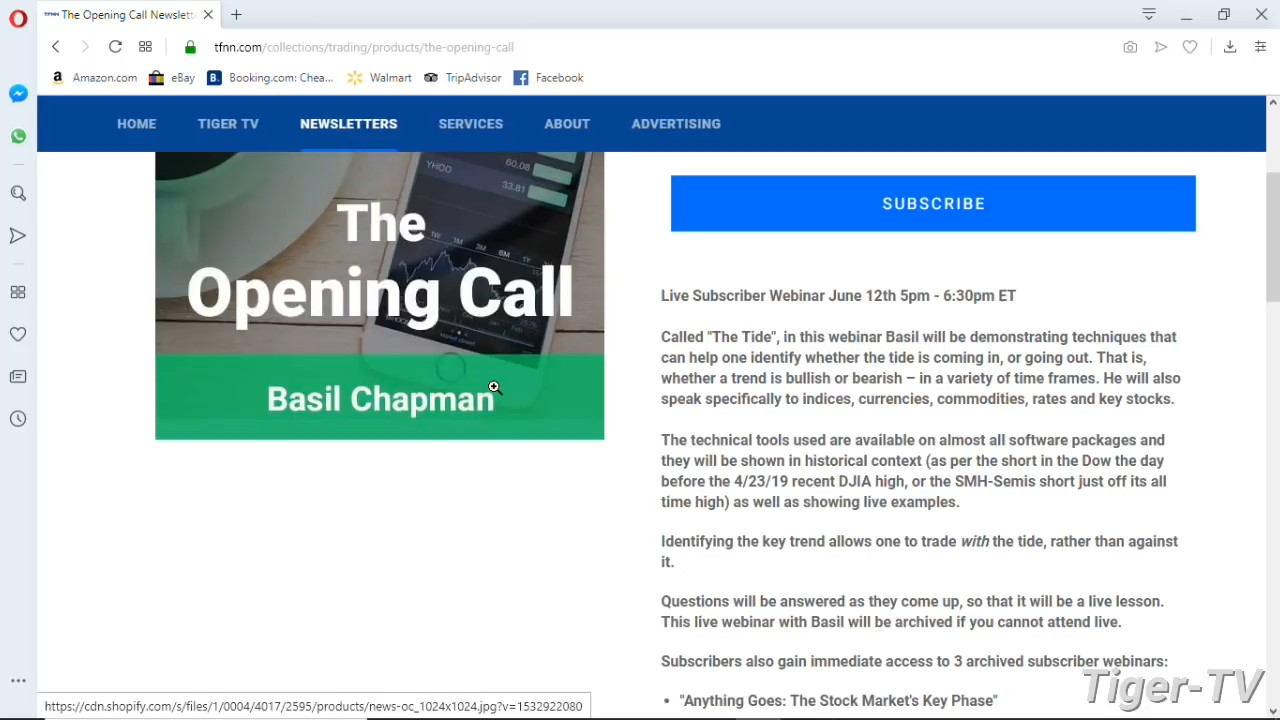 The Opening Call Newslett
tfnn.com/collections/trading/products/the-opening-call
Amazon.com eBay Booking.com: Chea... Walmart TripAdvisor Facebook
HOME TIGER TV NEWSLETTERS SERVICES ABOUT ADVERTISING
YHOO 60.08
33.81
1W 1M 3M 6M 1Y
The
Opening Call
Basil Chapman
SUBSCRIBE
Live Subscriber Webinar June 12th 5pm - 6:30pm ET
Called "The Tide", in this webinar Basil will be demonstrating techniques that
can help one identify whether the tide is coming in, or going out. That is,
whether a trend is bullish or bearish – in a variety of time frames. He will also
speak specifically to indices, currencies, commodities, rates and key stocks.
The technical tools used are available on almost all software packages and
they will be shown in historical context (as per the short in the Dow the day
before the 4/23/19 recent DJIA high, or the SMH-Semis short just off its all
time high) as well as showing live examples.
Identifying the key trend allows one to trade with the tide, rather than against
it.
Questions will be answered as they come up, so that it will be a live lesson.
This live webinar with Basil will be archived if you cannot attend live.
Subscribers also gain immediate access to 3 archived subscriber webinars:
• "Anything Goes: The Stock Market's Key Phase"
Tiger-TV
https://cdn.shopify.com/s/files/1/0004/4017/2595/products/news-oc_1024x1024.jpg?v=1532922080